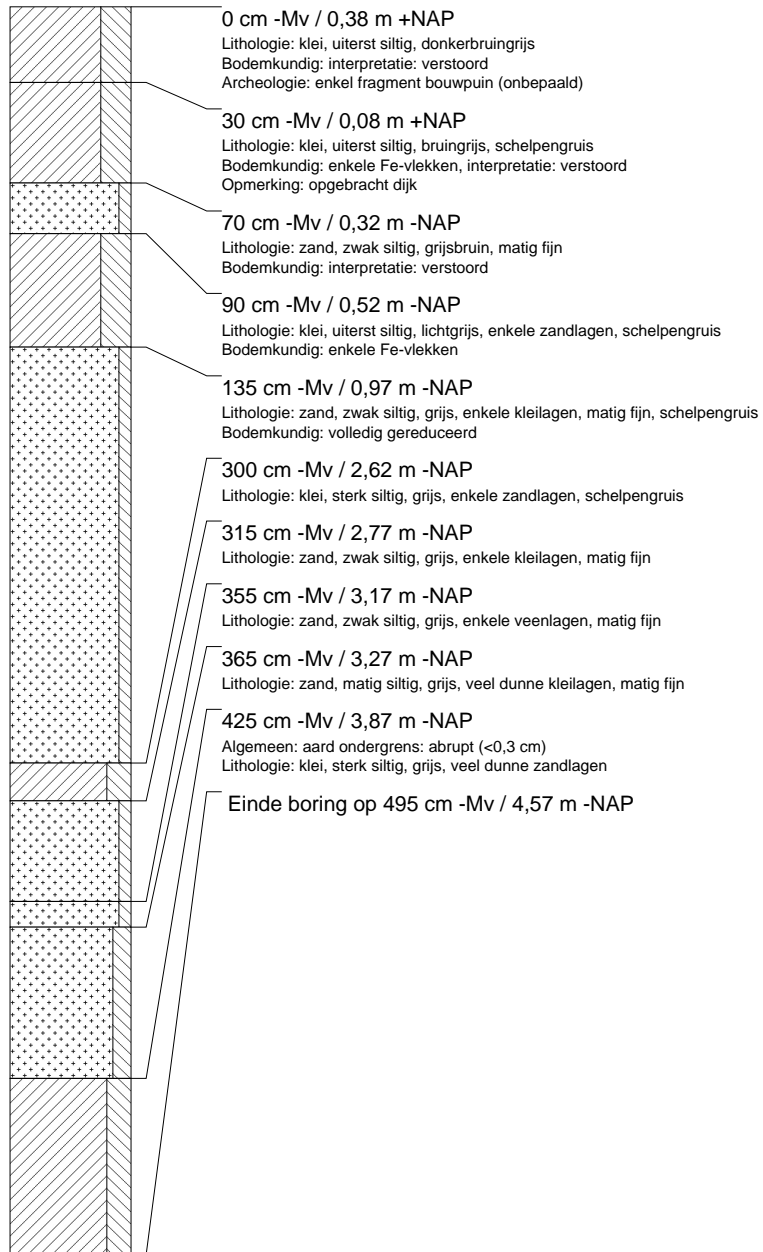 0 cm -Mv / 0,38 m +NAP
Lithologie: klei, uiterst siltig, donkerbruingrijs
Bodemkundig: interpretatie: verstoord
Archeologie: enkel fragment bouwpuin (onbepaald)
30 cm -Mv / 0,08 m +NAP
Lithologie: klei, uiterst siltig, bruingrijs, schelpengruis
Bodemkundig: enkele Fe-vlekken, interpretatie: verstoord
Opmerking: opgebracht dijk
70 cm -Mv / 0,32 m -NAP
Lithologie: zand, zwak siltig, grijsbruin, matig fijn
Bodemkundig: interpretatie: verstoord
90 cm -Mv / 0,52 m -NAP
Lithologie: klei, uiterst siltig, lichtgrijs, enkele zandlagen, schelpengruis
Bodemkundig: enkele Fe-vlekken
135 cm -Mv / 0,97 m -NAP
Lithologie: zand, zwak siltig, grijs, enkele kleilagen, matig fijn, schelpengruis
Bodemkundig: volledig gereduceerd
300 cm -Mv / 2,62 m -NAP
Lithologie: klei, sterk siltig, grijs, enkele zandlagen, schelpengruis
315 cm -Mv / 2,77 m -NAP
Lithologie: zand, zwak siltig, grijs, enkele kleilagen, matig fijn
355 cm -Mv / 3,17 m -NAP
Lithologie: zand, zwak siltig, grijs, enkele veenlagen, matig fijn
365 cm -Mv / 3,27 m -NAP
Lithologie: zand, matig siltig, grijs, veel dunne kleilagen, matig fijn
425 cm -Mv / 3,87 m -NAP
Algemeen: aard ondergrens: abrupt (<0,3 cm)
Lithologie: klei, sterk siltig, grijs, veel dunne zandlagen
Einde boring op 495 cm -Mv / 4,57 m -NAP